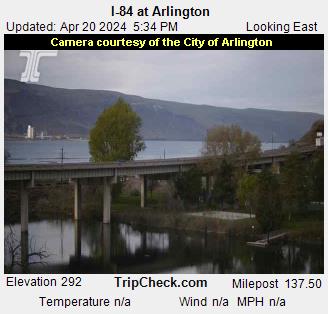 I-84 at Arlington
Updated: Apr 20 2024 5:34 PM Looking East
Camera courtesy of the City of Arlington
Elevation 292 TripCheck.com Milepost 137.50
Temperature n/a Wind n/a MPH n/a